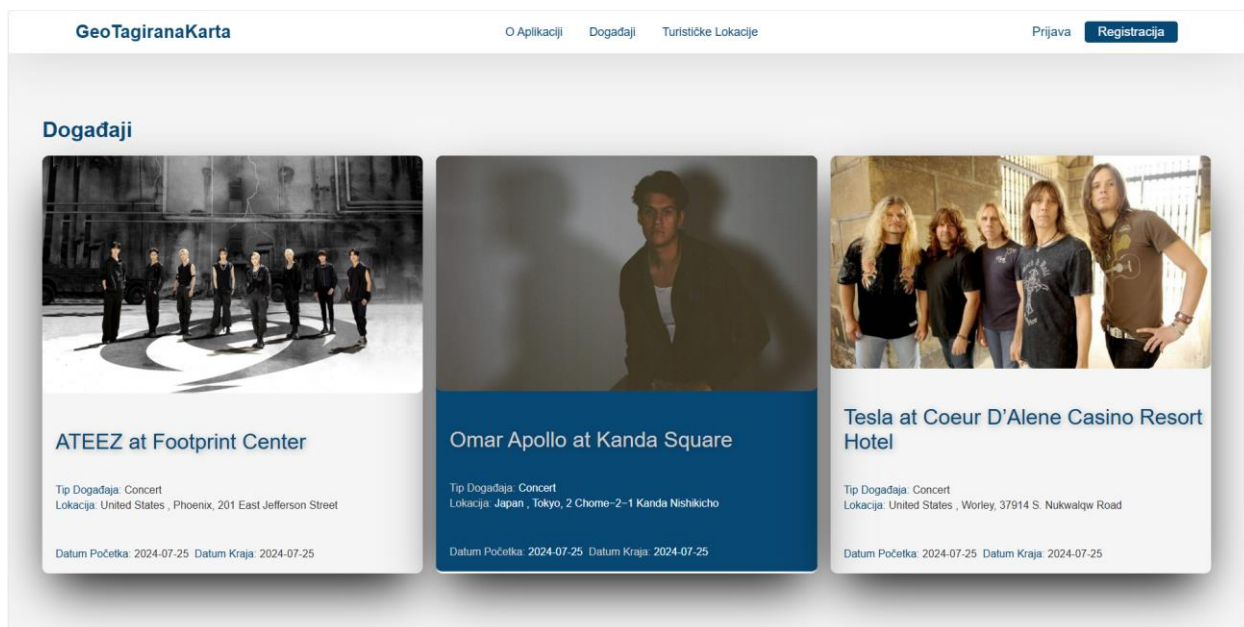 GeoTagiranaKarta
O Aplikaciji Događaji Turističke Lokacije
Prijava Registracija
Događaji
ATEEZ at Footprint Center
Tip Događaja: Concert
Lokacija: United States , Phoenix, 201 East Jefferson Street
Datum Početka: 2024-07-25 Datum Kraja: 2024-07-25
Omar Apollo at Kanda Square
Tip Događaja: Concert
Lokacija: Japan , Tokyo, 2 Chome−2−1 Kanda Nishikicho
Datum Početka: 2024-07-25 Datum Kraja: 2024-07-25
Tesla at Coeur D’Alene Casino Resort
Hotel
Tip Događaja: Concert
Lokacija: United States , Worley, 37914 S. Nukwalqw Road
Datum Početka: 2024-07-25 Datum Kraja: 2024-07-25